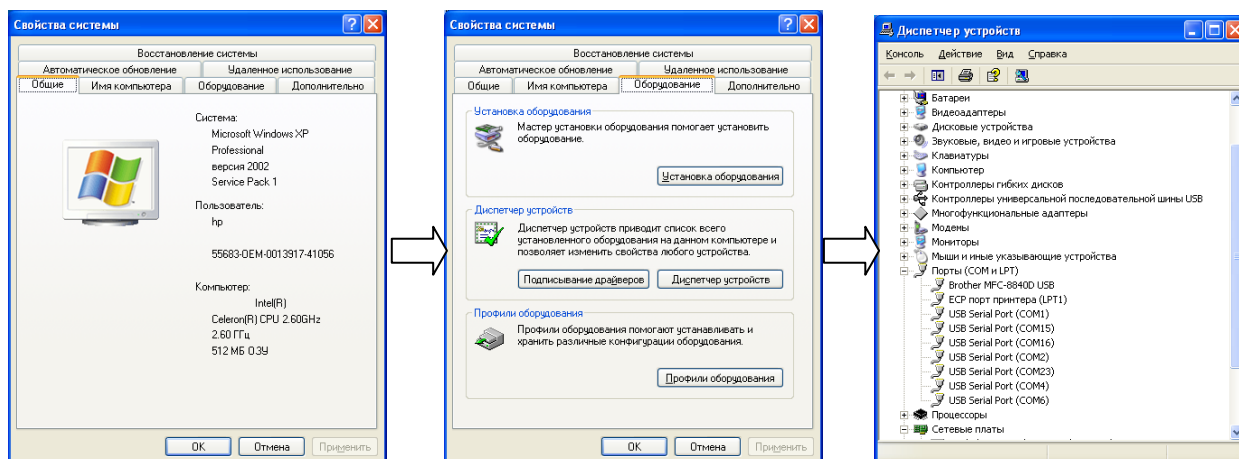 Свойства системы
Восстановление системы
Автоматическое обновление
Удаленное использование
Общие
Имя компьютера
Оборудование
Дополнительно
Система:
Microsoft Windows XP
Professional
версия 2002
Service Pack 1
Пользователь:
hp
55683-OEM-0013917-41056
Компьютер:
Intel(R)
Celeron(R) CPU 2.60GHz
2.60 ГГц
512 МБ ОЗУ
OK
Отмена
Применить
Свойства системы
Восстановление системы
Автоматическое обновление
Удаленное использование
Общие
Имя компьютера
Оборудование
Дополнительно
Установка оборудования
Мастер установки оборудования помогает установить
оборудование.
Установка оборудования
Диспетчер устройств
Диспетчер устройств приводит список всего
установленного оборудования на данном компьютере и
позволяет изменить свойства любого устройства.
Подписывание драйверов
Диспетчер устройств
Профили оборудования
Профили оборудования помогают устанавливать и
хранить различные конфигурации оборудования.
Профили оборудования
OK
Отмена
Применить
Диспетчер устройств
Консоль Действие Вид Справка
Батареи
Видеоадаптеры
Дисковые устройства
Звуковые, видео и игровые устройства
Клавиатуры
Компьютер
Контроллеры гибких дисков
Контроллеры универсальной последовательной шины USB
Многофункциональные адаптеры
Модемы
Мониторы
Мыши и иные указывающие устройства
Порты (COM и LPT)
Brother MFC-8840D USB
ECP порт принтера (LPT1)
USB Serial Port (COM1)
USB Serial Port (COM15)
USB Serial Port (COM16)
USB Serial Port (COM2)
USB Serial Port (COM23)
USB Serial Port (COM4)
USB Serial Port (COM6)
Процессоры
Сетевые платы